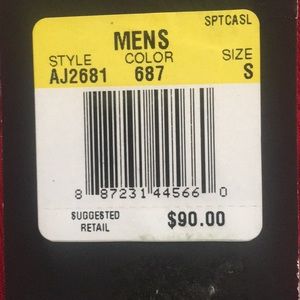 SPTCASL
MENS
STYLE COLOR SIZE
AJ2681 687 S
8 87231 44566 0
SUGGESTED RETAIL $90.00